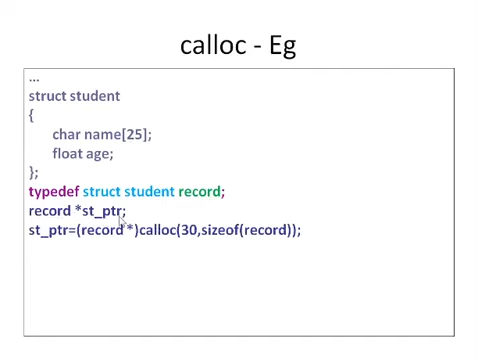 calloc - Eg
...
struct student
{
char name[25];
float age;
};
typedef struct student record;
record *st_ptr;
st_ptr=(record*)calloc(30,sizeof(record));